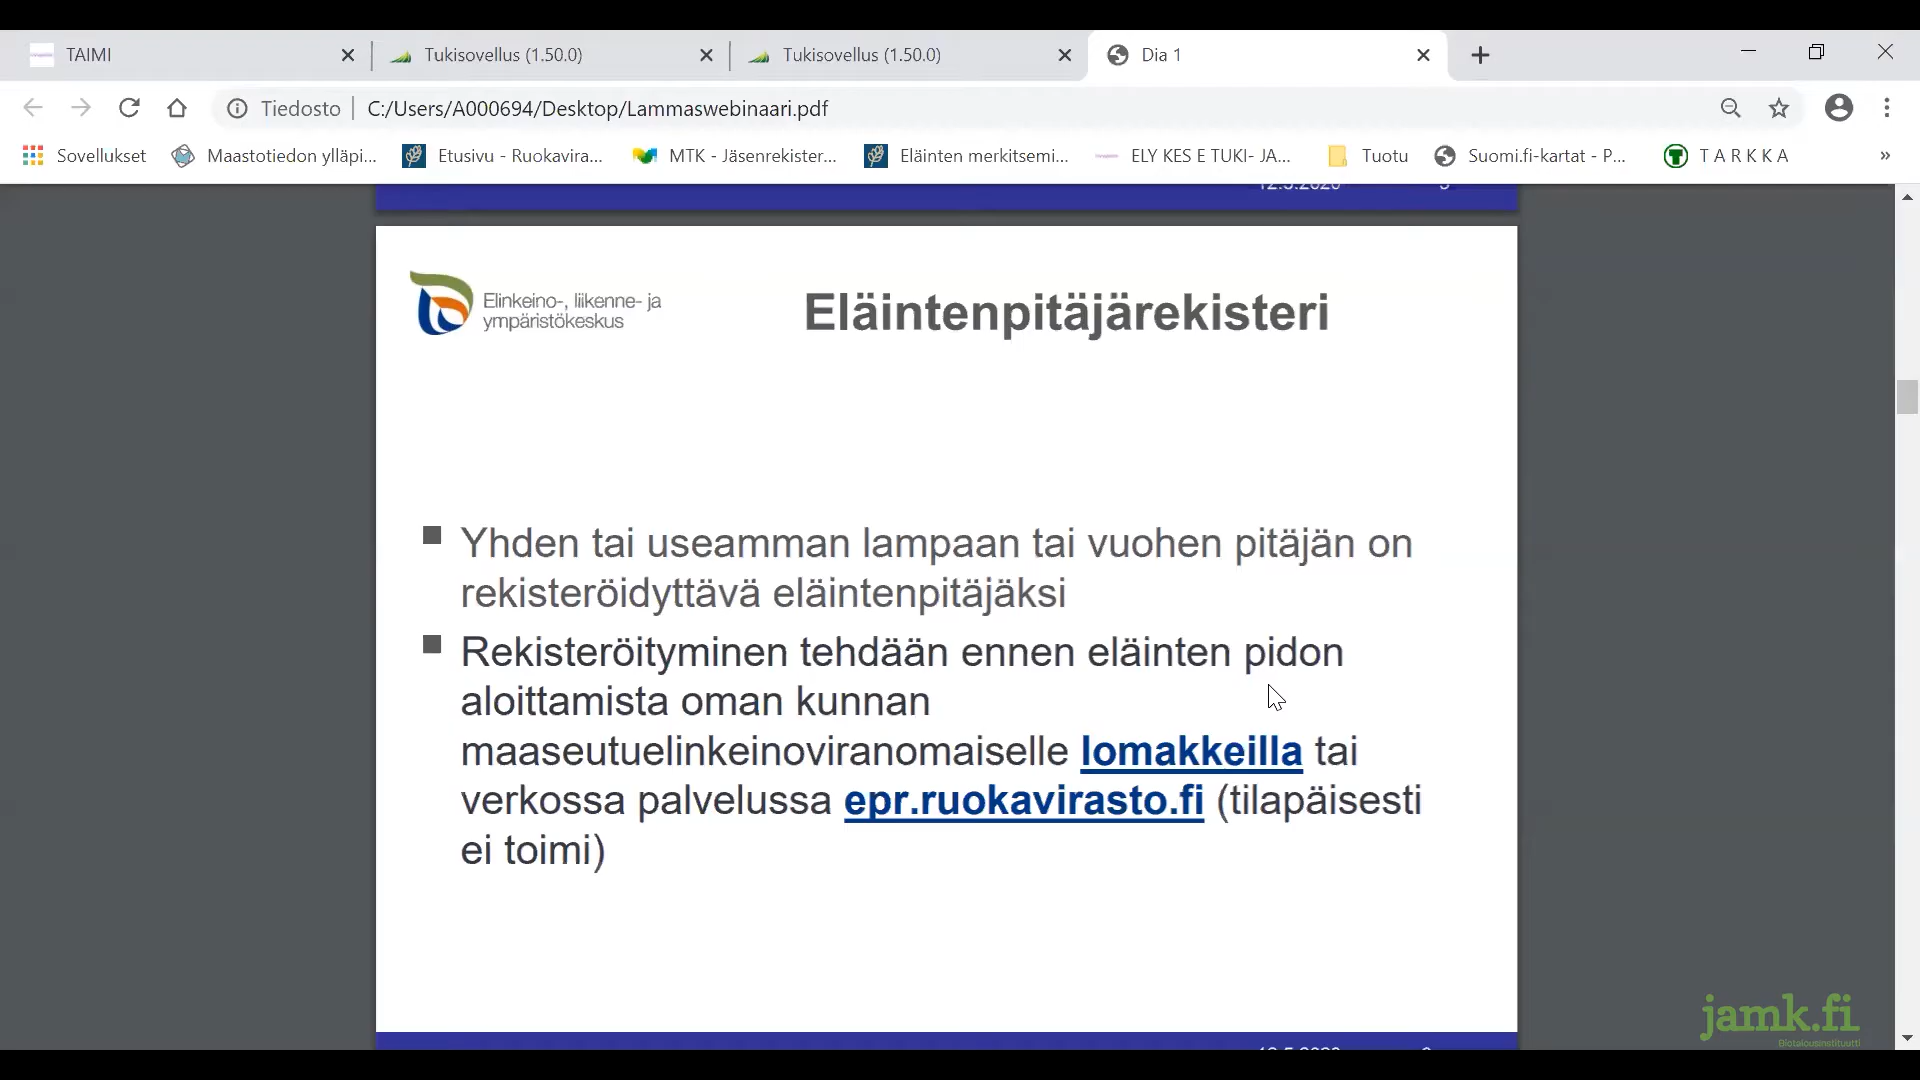 TAIMI
Tukisovellus (1.50.0)
Tukisovellus (1.50.0)
Dia 1
Tiedosto
C:/Users/A000694/Desktop/Lammaswebinaari.pdf
Sovellukset
Maastotiedon ylläpi...
Etusivu - Ruokavira...
MTK - Jäsenrekister...
Eläinten merkitsemi...
ELY KES E TUKI- JA...
Tuotu
Suomi.fi-kartat - P...
T A R K K A
»
Elinkeino-, liikenne- ja
ympäristökeskus
Eläintenpitäjärekisteri
Yhden tai useamman lampaan tai vuohen pitäjän on
rekisteröidyttävä eläintenpitäjäksi
Rekisteröityminen tehdään ennen eläinten pidon
aloittamista oman kunnan
maaseutuelinkeinoviranomaiselle lomakkeilla tai
verkossa palvelussa epr.ruokavirasto.fi (tilapäisesti
ei toimi)
jamk.fi
Biotalousinstituutti